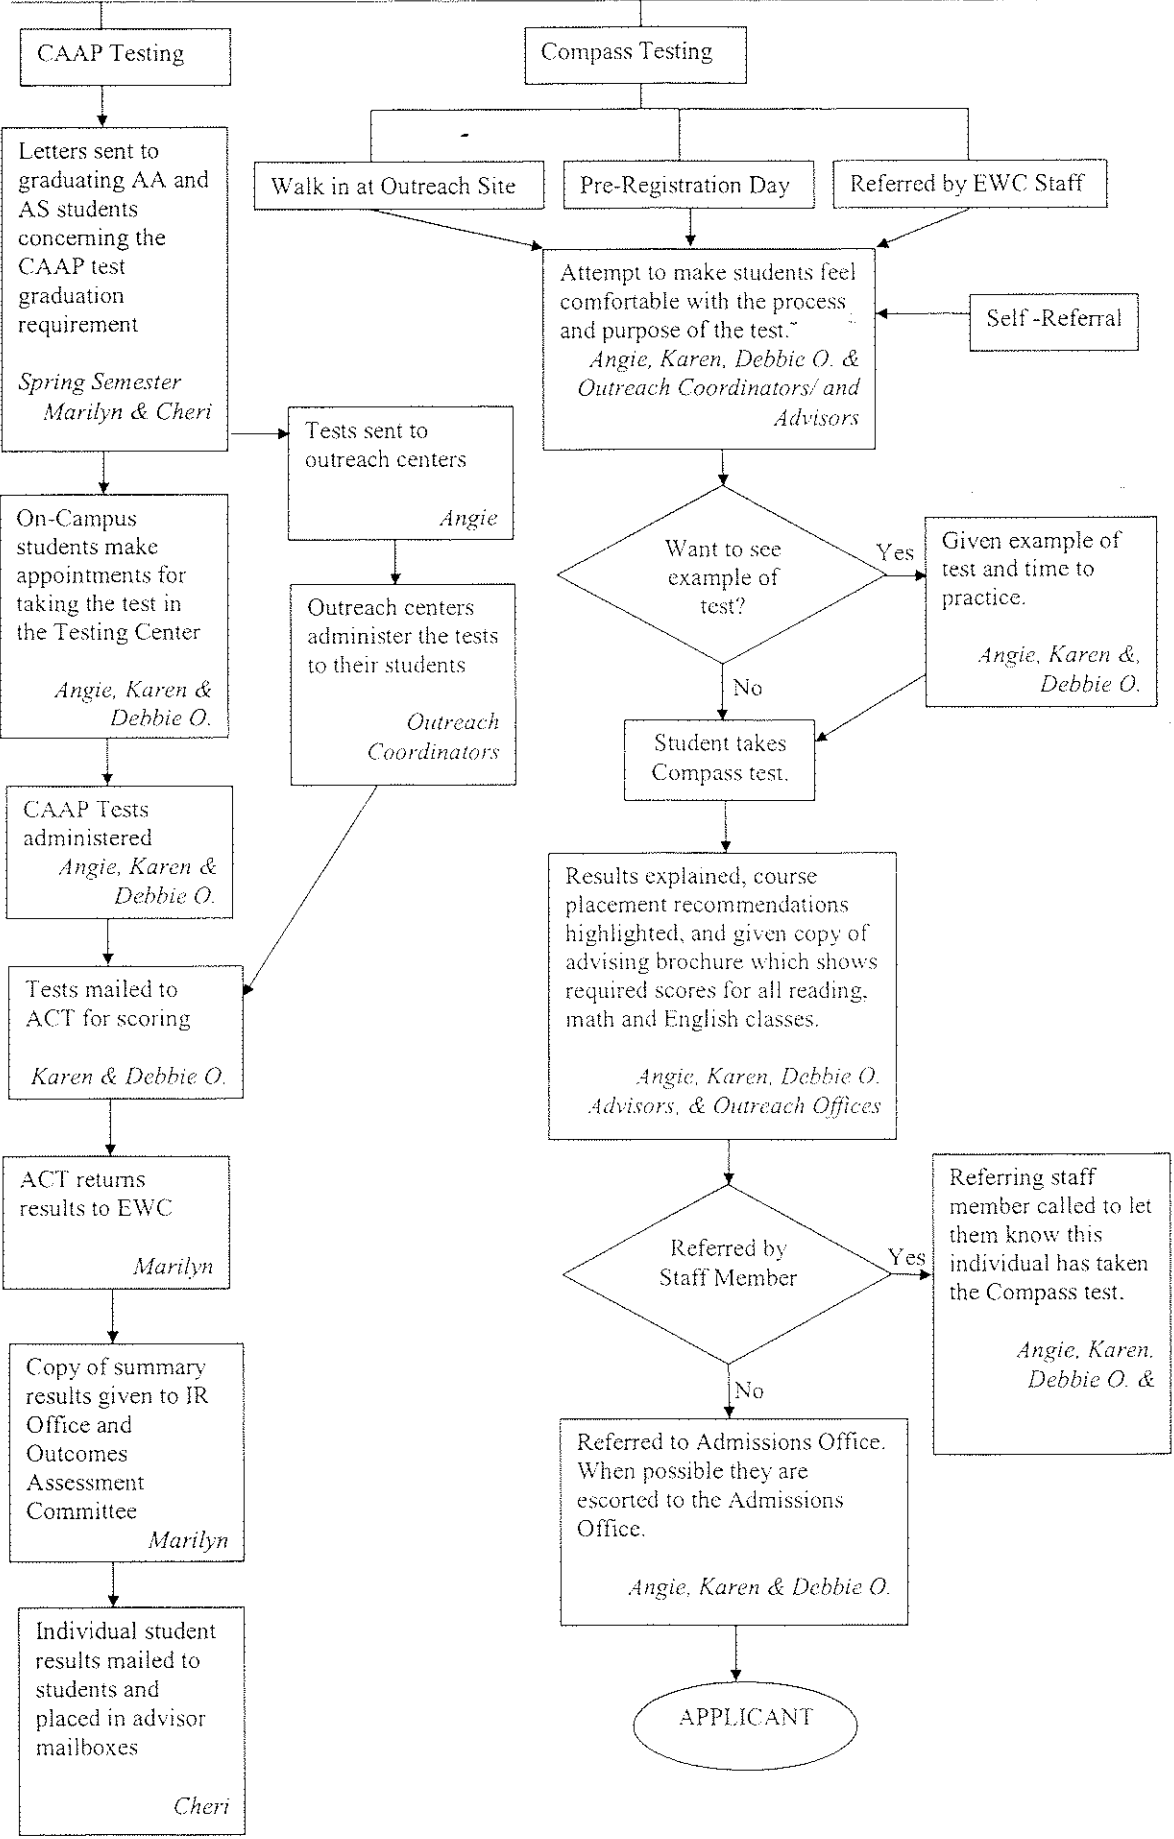 CAAP Testing
Letters sent to
graduating AA and
AS students
concerning the
CAAP test
graduation
requirement
Spring Semester
Marilyn & Cheri
Tests sent to
outreach centers
Angie
On-Campus
students make
appointments for
taking the test in
the Testing Center
Angie, Karen &
Debbie O.
Outreach centers
administer the tests
to their students
Outreach
Coordinators
CAAP Tests
administered
Angie, Karen &
Debbie O.
Tests mailed to
ACT for scoring
Karen & Debbie O.
ACT returns
results to EWC
Marilyn
Copy of summary
results given to IR
Office and
Outcomes
Assessment
Committee
Marilyn
Individual student
results mailed to
students and
placed in advisor
mailboxes
Cheri
Compass Testing
Walk in at Outreach Site
Pre-Registration Day
Referred by EWC Staff
Attempt to make students feel
comfortable with the process
and purpose of the test.
Angie, Karen, Debbie O. &
Outreach Coordinators/ and
Advisors
Self -Referral
Want to see
example of
test?
Yes
Given example of
test and time to
practice.
Angie, Karen &,
Debbie O.
No
Student takes
Compass test.
Results explained, course
placement recommendations
highlighted, and given copy of
advising brochure which shows
required scores for all reading,
math and English classes.
Angie, Karen, Debbie O.
Advisors, & Outreach Offices
Referred by
Staff Member
Yes
Referring staff
member called to let
them know this
individual has taken
the Compass test.
Angie, Karen,
Debbie O. &
No
Referred to Admissions Office.
When possible they are
escorted to the Admissions
Office.
Angie, Karen & Debbie O.
APPLICANT